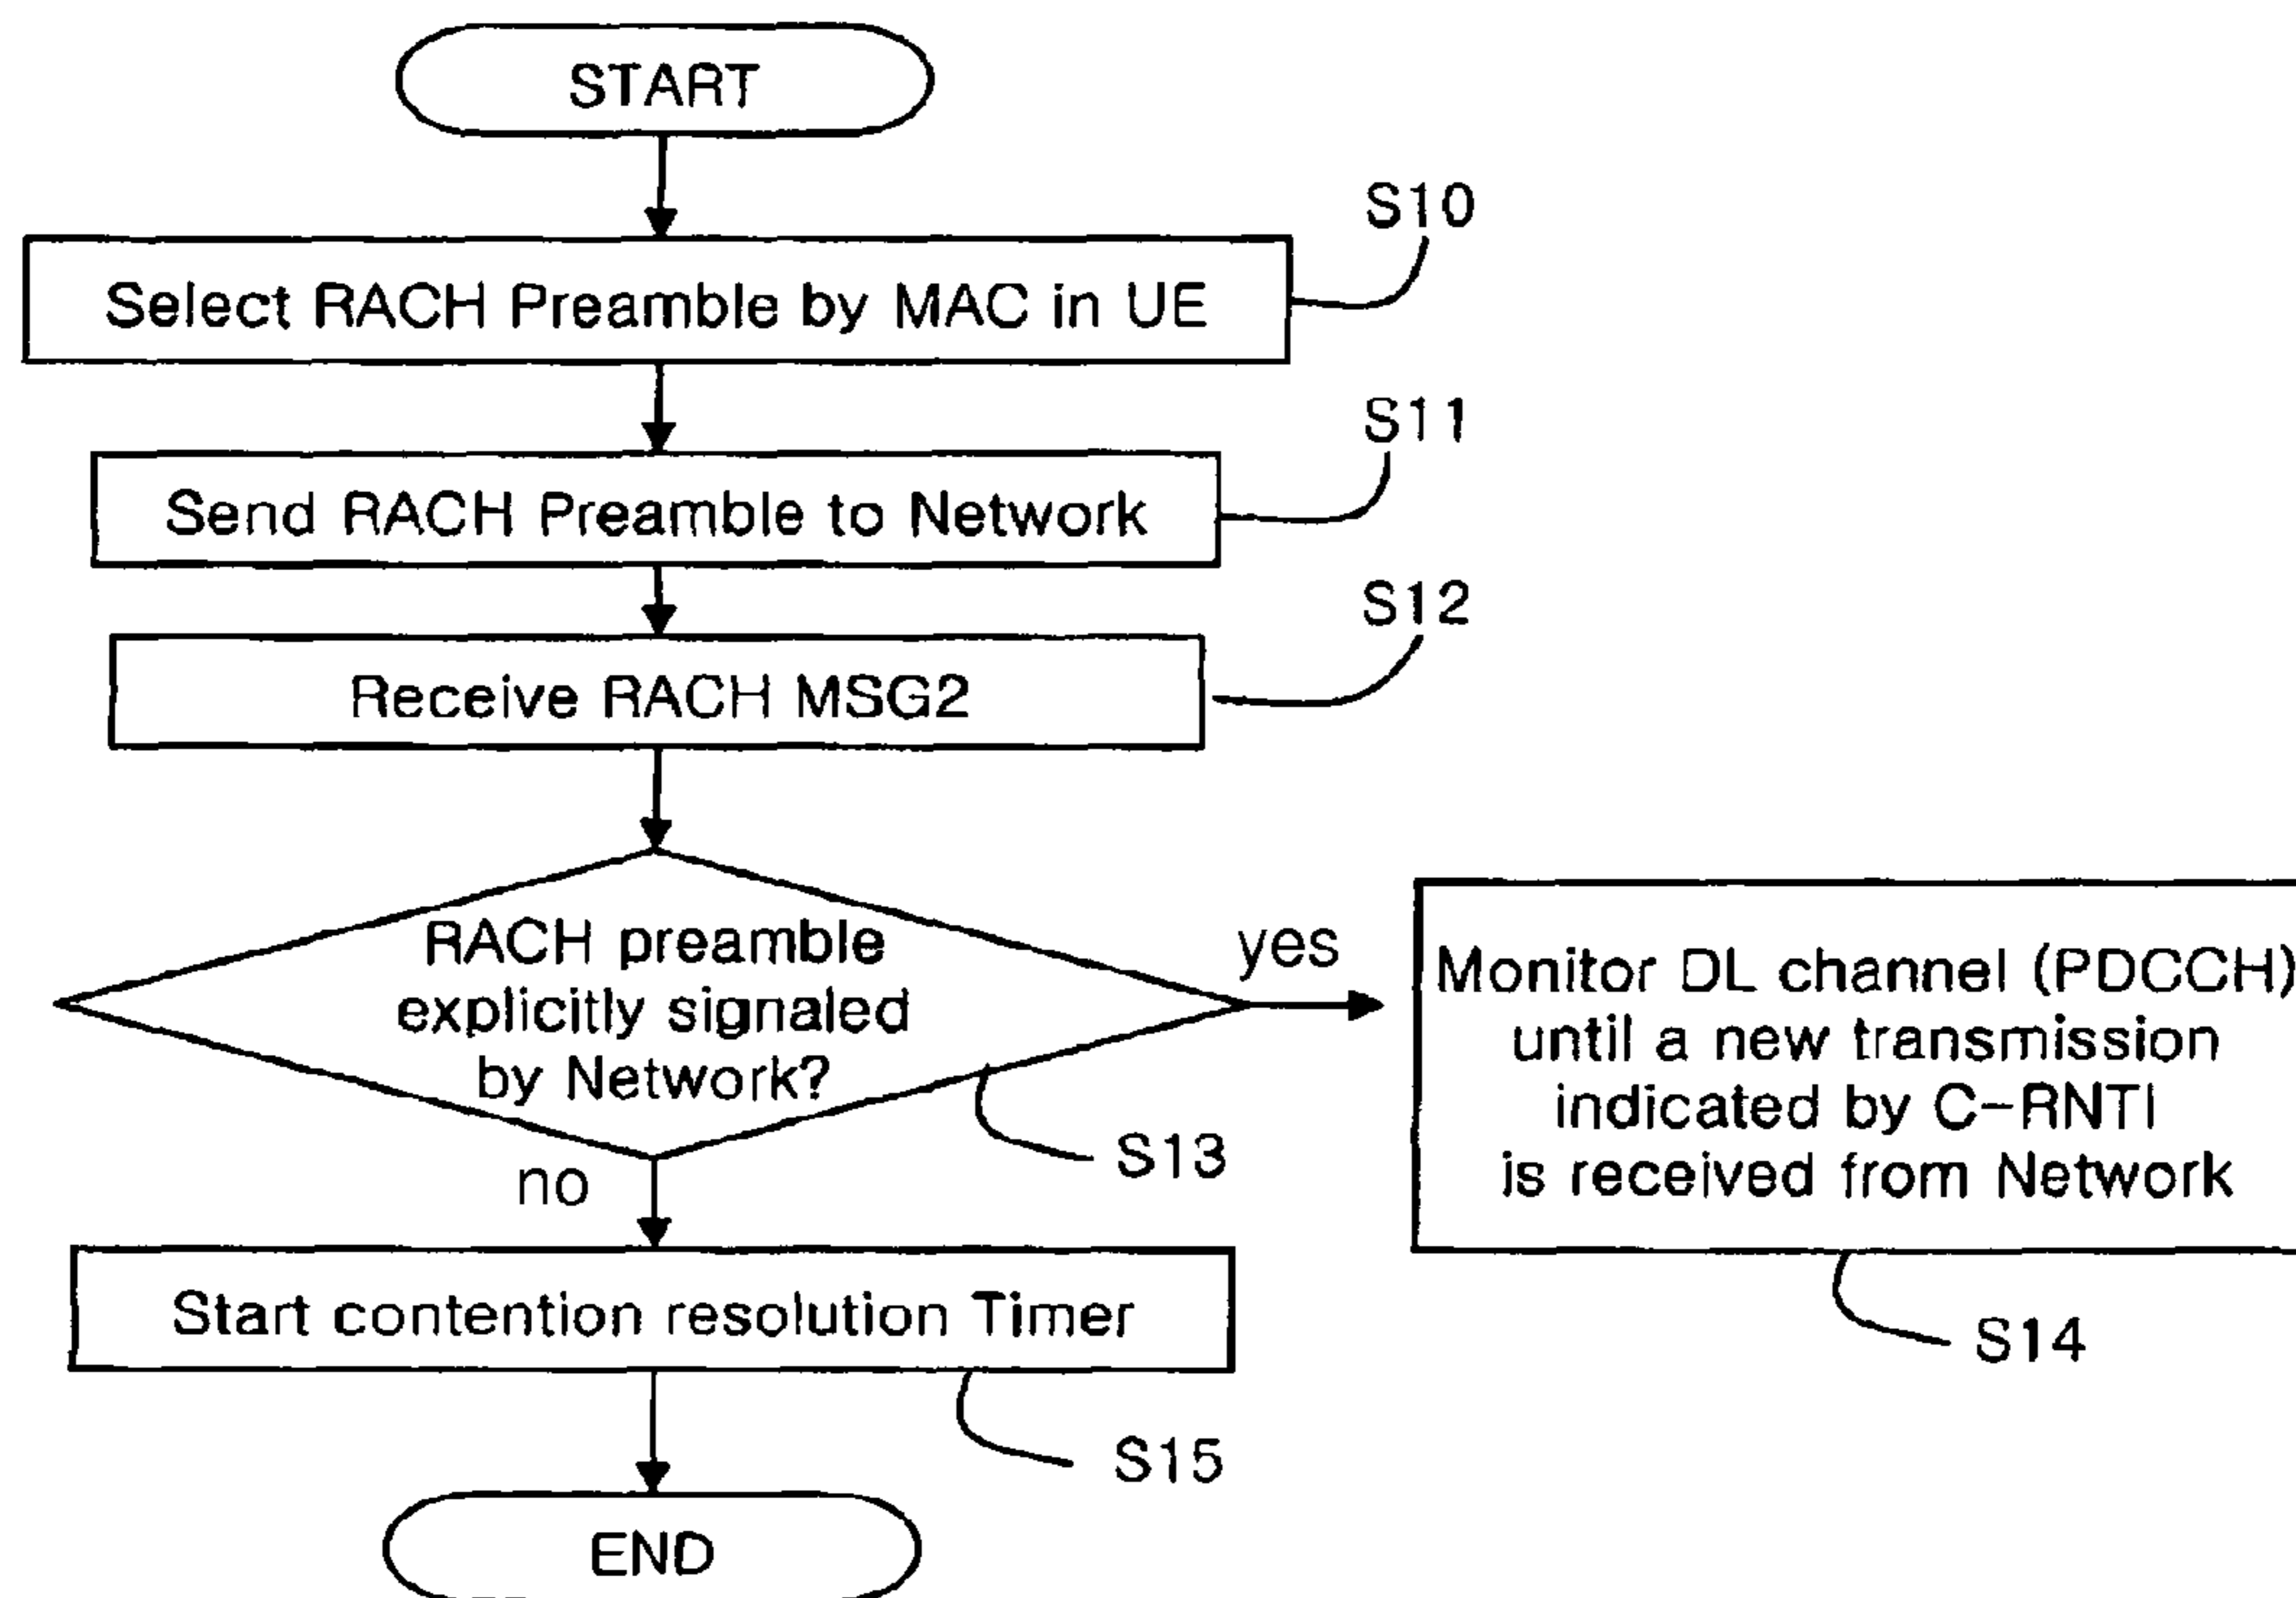 START
S10
Select RACH Preamble by MAC in UE
S11
Send RACH Preamble to Network
S12
Receive RACH MSG2
RACH preamble
explicitly signaled
by Network?
yes
S13
no
Monitor DL channel (PDCCH)
until a new transmission
indicated by C-RNTI
is received from Network
S14
Start contention resolution Timer
S15
END